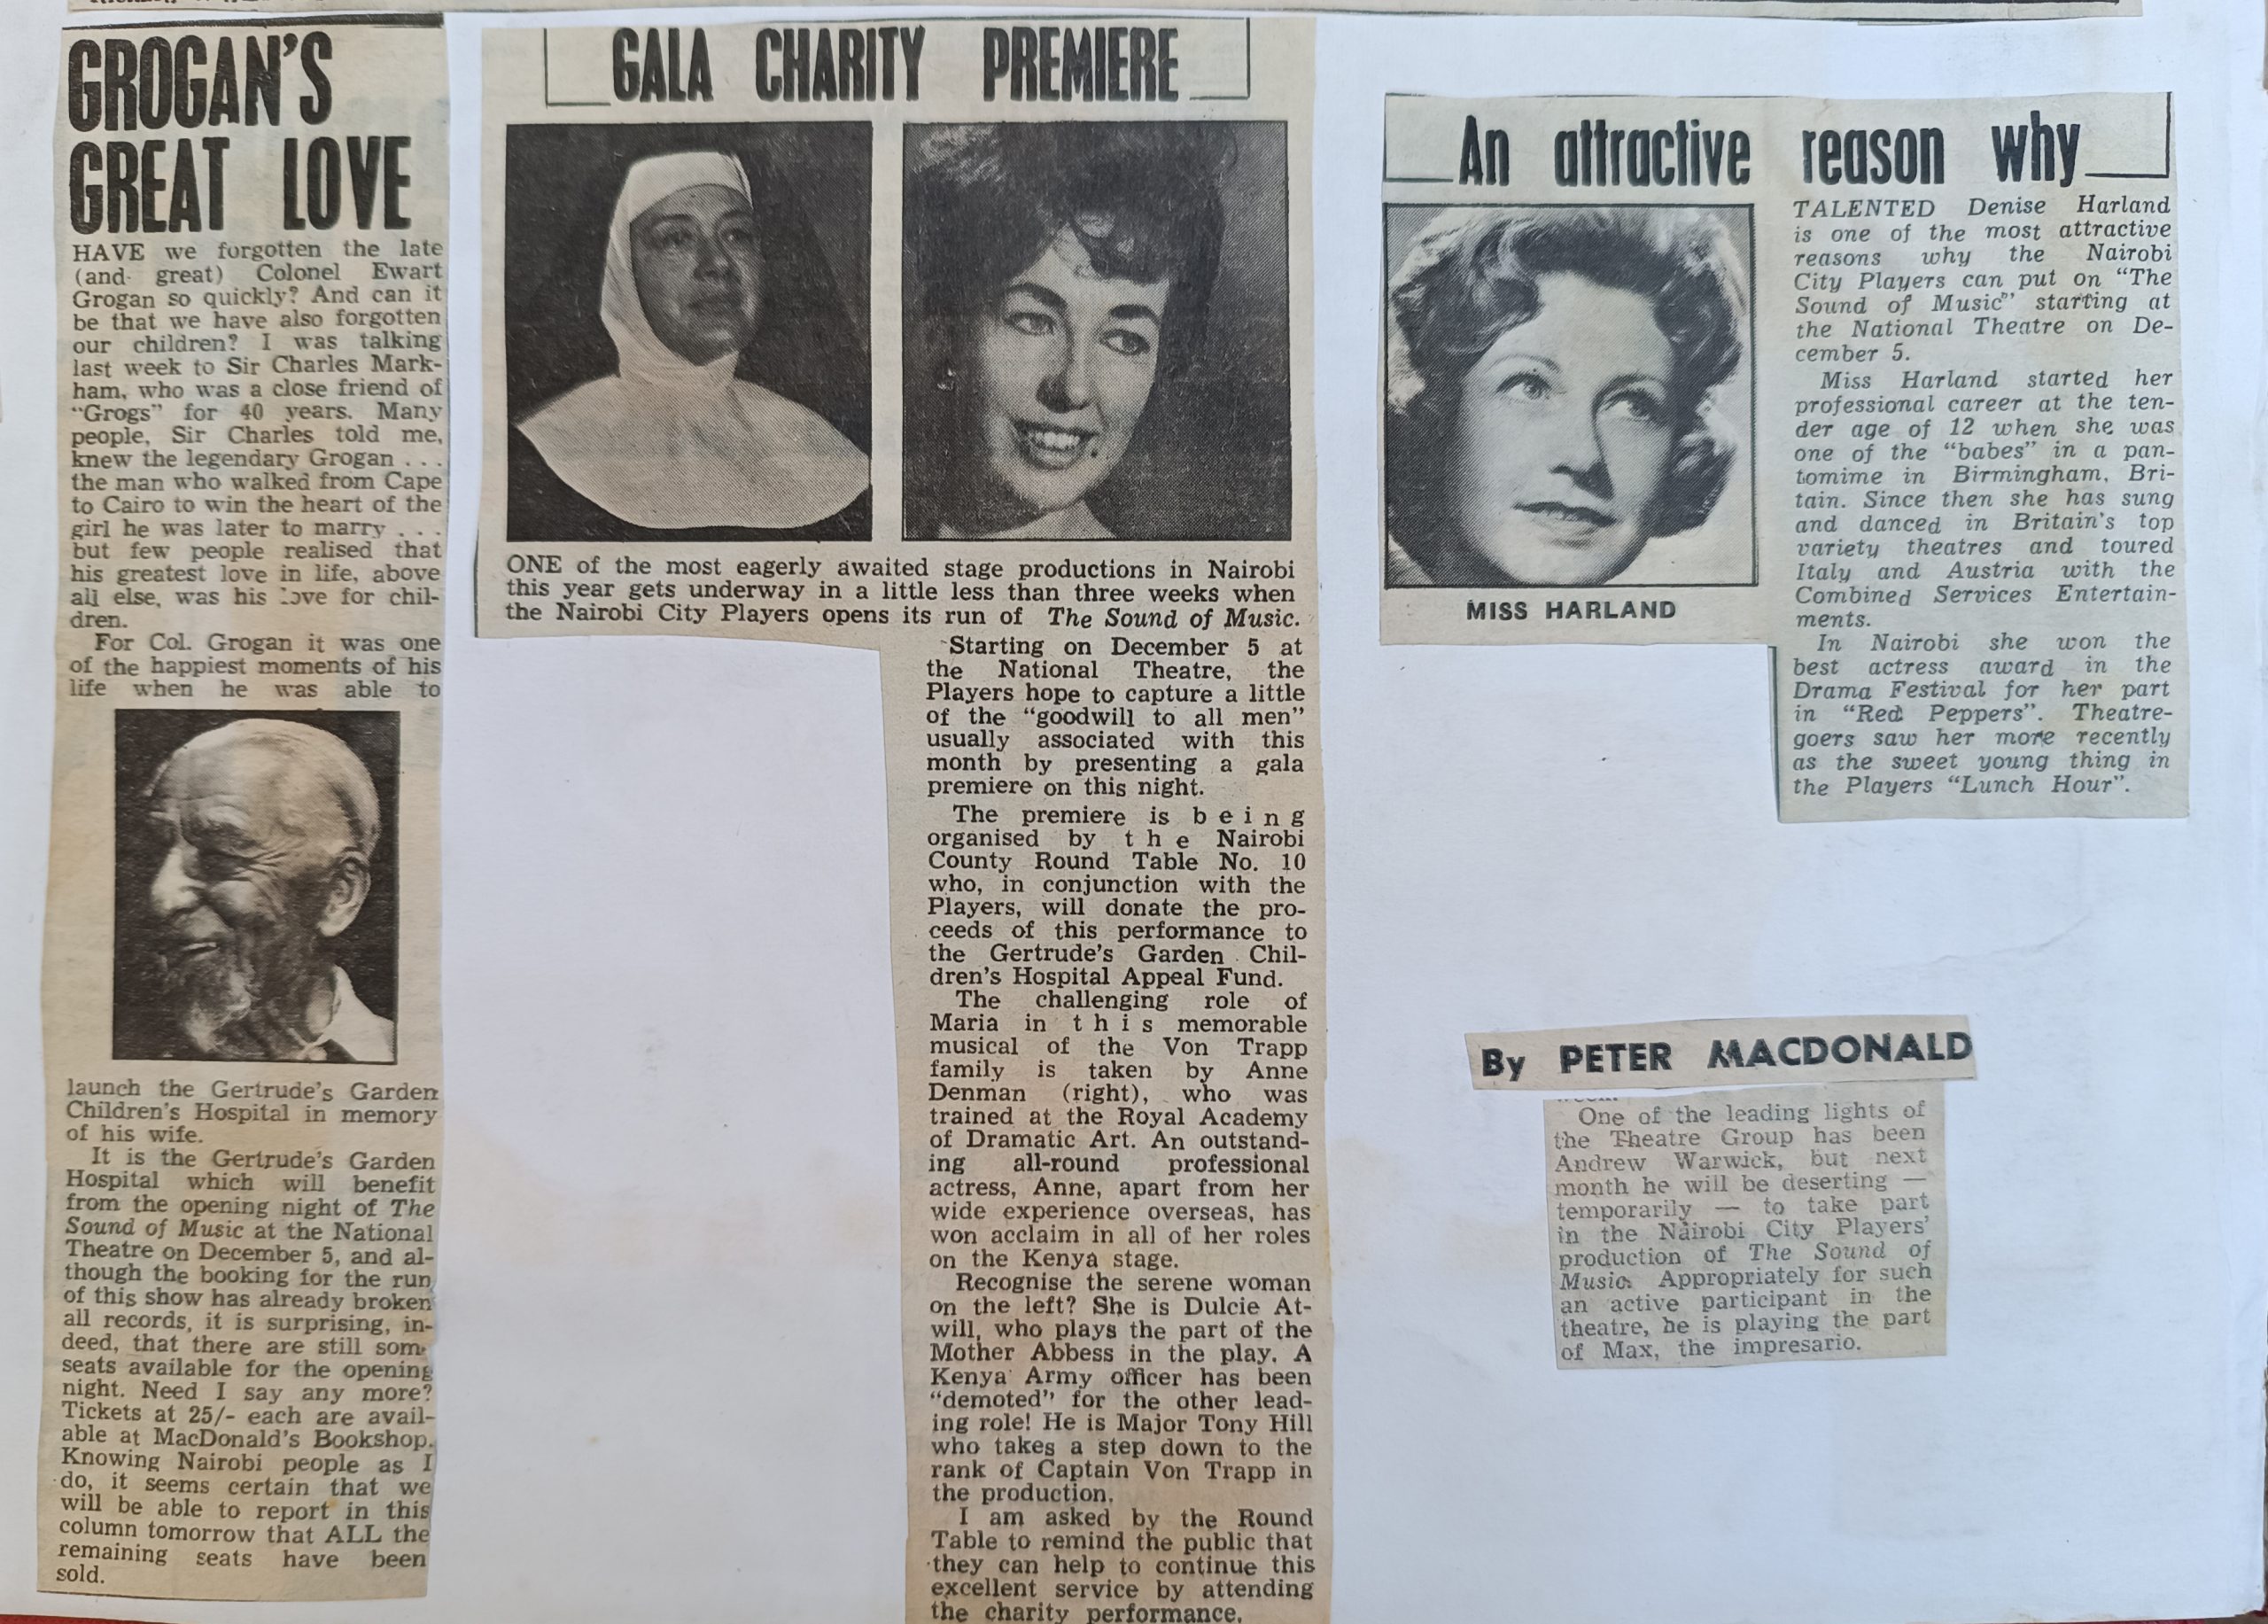 GROGAN'S
GREAT LOVE
HAVE we forgotten the late
(and great) Colonel Ewart
Grogan so quickly? And can it
be that we have also forgotten
our children? I was talking
last week to Sir Charles Mark-
ham, who was a close friend of
"Grogs" for 40 years. Many
people, Sir Charles told me,
knew the legendary Grogan . . .
the man who walked from Cape
to Cairo to win the heart of the
girl he was later to marry . . .
but few people realised that
his greatest love in life, above
all else, was his love for chil-
dren.
For Col. Grogan it was one
of the happiest moments of his
life when he was able to
launch the Gertrude's Garden
Children's Hospital in memory
of his wife.
It is the Gertrude's Garden
Hospital which will benefit
from the opening night of The
Sound of Music at the National
Theatre on December 5, and al-
though the booking for the run
of this show has already broken
all records, it is surprising, in-
deed, that there are still som
seats available for the opening
night. Need I say any more?
Tickets at 25/- each are avail-
able at MacDonald's Bookshop.
Knowing Nairobi people as I
do, it seems certain that we
will be able to report in this
column tomorrow that ALL the
remaining seats have been
sold.
GALA CHARITY PREMIERE
ONE of the most eagerly awaited stage productions in Nairobi
this year gets underway in a little less than three weeks when
the Nairobi City Players opens its run of The Sound of Music.
Starting on December 5 at
the National Theatre, the
Players hope to capture a little
of the "goodwill to all men"
usually associated with this
month by presenting a gala
premiere on this night.
The premiere is being
organised by the Nairobi
County Round Table No. 10
who, in conjunction with the
Players, will donate the pro-
ceeds of this performance to
the Gertrude's Garden Chil-
dren's Hospital Appeal Fund.
The challenging role of
Maria in this memorable
musical of the Von Trapp
family is taken by Anne
Denman (right), who was
trained at the Royal Academy
of Dramatic Art. An outstand-
ing all-round professional
actress, Anne, apart from her
wide experience overseas, has
won acclaim in all of her roles
on the Kenya stage.
Recognise the serene woman
on the left? She is Dulcie At-
will, who plays the part of the
Mother Abbess in the play. A
Kenya Army officer has been
"demoted" for the other lead-
ing role! He is Major Tony Hill
who takes a step down to the
rank of Captain Von Trapp in
the production.
I am asked by the Round
Table to remind the public that
they can help to continue this
excellent service by attending
the charity performance.
An attractive reason why
MISS HARLAND
TALENTED Denise Harland
is one of the most attractive
reasons why the Nairobi
City Players can put on "The
Sound of Music" starting at
the National Theatre on De-
cember 5.
Miss Harland started her
professional career at the ten-
der age of 12 when she was
one of the "babes" in a pan-
tomime in Birmingham, Bri-
tain. Since then she has sung
and danced in Britain's top
variety theatres and toured
Italy and Austria with the
Combined Services Entertain-
ments.
In Nairobi she won the
best actress award in the
Drama Festival for her part
in "Red Peppers". Theatre-
goers saw her more recently
as the sweet young thing in
the Players "Lunch Hour".
By PETER MACDONALD
One of the leading lights of
the Theatre Group has been
Andrew Warwick, but next
month he will be deserting —
temporarily — to take part
in the Nairobi City Players'
production of The Sound of
Music. Appropriately for such
an active participant in the
theatre, he is playing the part
of Max, the impresario.